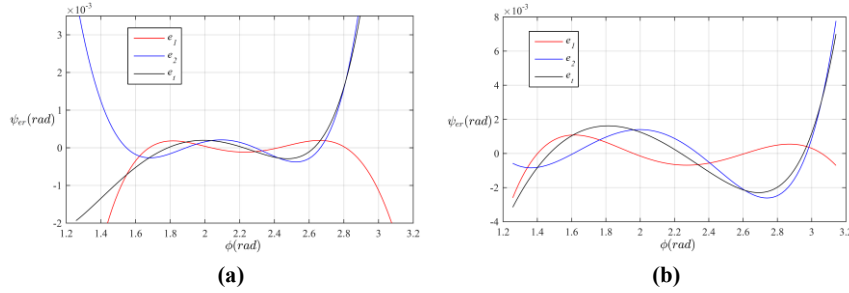 ×10⁻³
3
2
1
ψer(rad)
0
-1
-2
1.2 1.4 1.6 1.8 2 2.2 2.4 2.6 2.8 3 3.2
ϕ(rad)
e1
e2
et
(a)
×10⁻³
8
6
4
2
ψer(rad)
0
-2
-4
1.2 1.4 1.6 1.8 2 2.2 2.4 2.6 2.8 3 3.2
ϕ(rad)
e1
e2
et
(b)